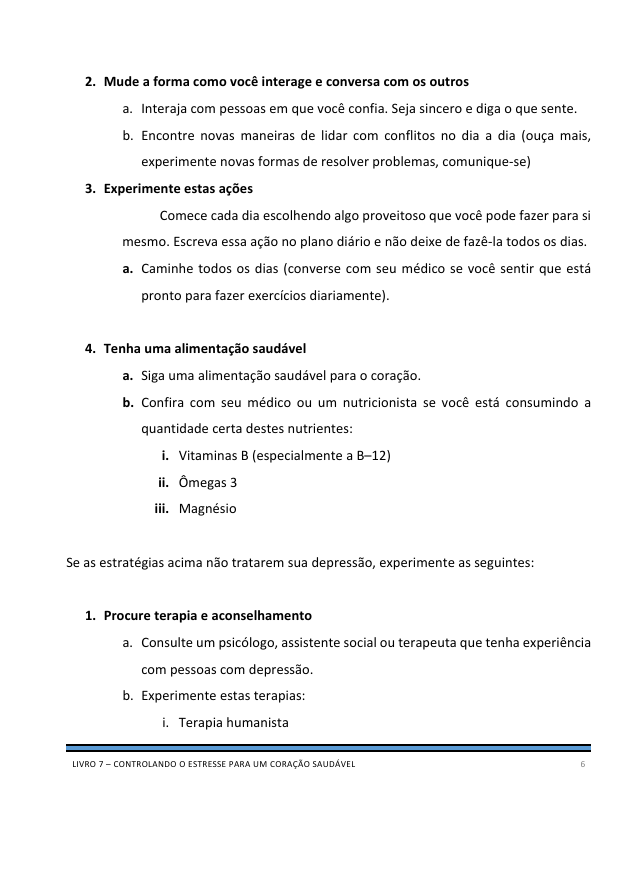 2. Mude a forma como você interage e conversa com os outros
a. Interaja com pessoas em que você confia. Seja sincero e diga o que sente.
b. Encontre novas maneiras de lidar com conflitos no dia a dia (ouça mais,
experimente novas formas de resolver problemas, comunique-se)
3. Experimente estas ações
Comece cada dia escolhendo algo proveitoso que você pode fazer para si
mesmo. Escreva essa ação no plano diário e não deixe de fazê-la todos os dias.
a. Caminhe todos os dias (converse com seu médico se você sentir que está
pronto para fazer exercícios diariamente).
4. Tenha uma alimentação saudável
a. Siga uma alimentação saudável para o coração.
b. Confira com seu médico ou um nutricionista se você está consumindo a
quantidade certa destes nutrientes:
i. Vitaminas B (especialmente a B–12)
ii. Ômegas 3
iii. Magnésio
Se as estratégias acima não tratarem sua depressão, experimente as seguintes:
1. Procure terapia e aconselhamento
a. Consulte um psicólogo, assistente social ou terapeuta que tenha experiência
com pessoas com depressão.
b. Experimente estas terapias:
i. Terapia humanista
LIVRO 7 – CONTROLANDO O ESTRESSE PARA UM CORAÇÃO SAUDÁVEL 6